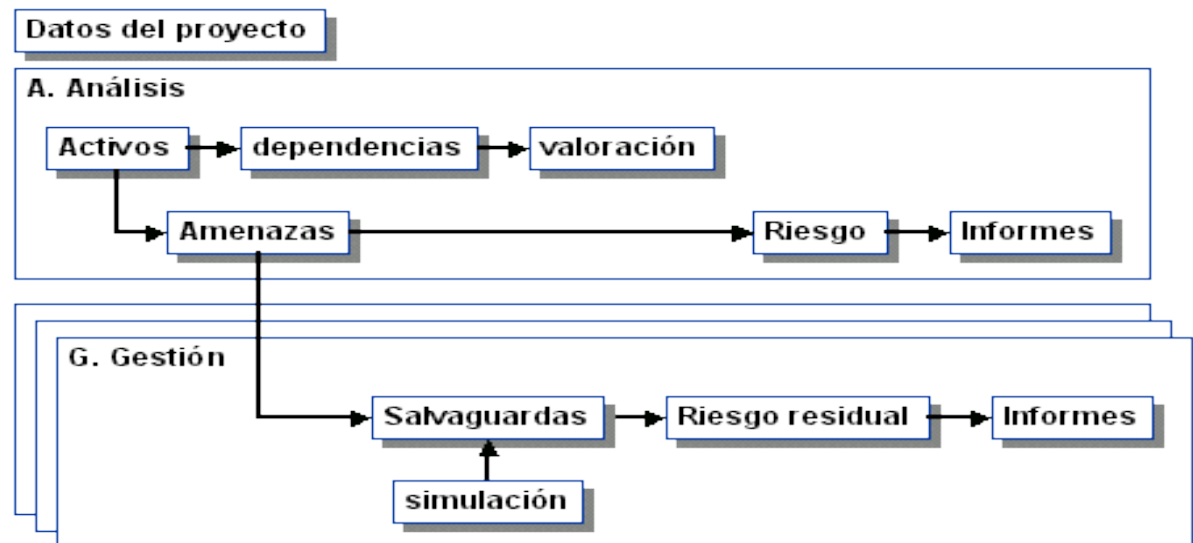 Datos del proyecto
A. Análisis
Activos
dependencias
valoración
Amenazas
Riesgo
Informes
G. Gestión
Salvaguardas
Riesgo residual
Informes
simulación